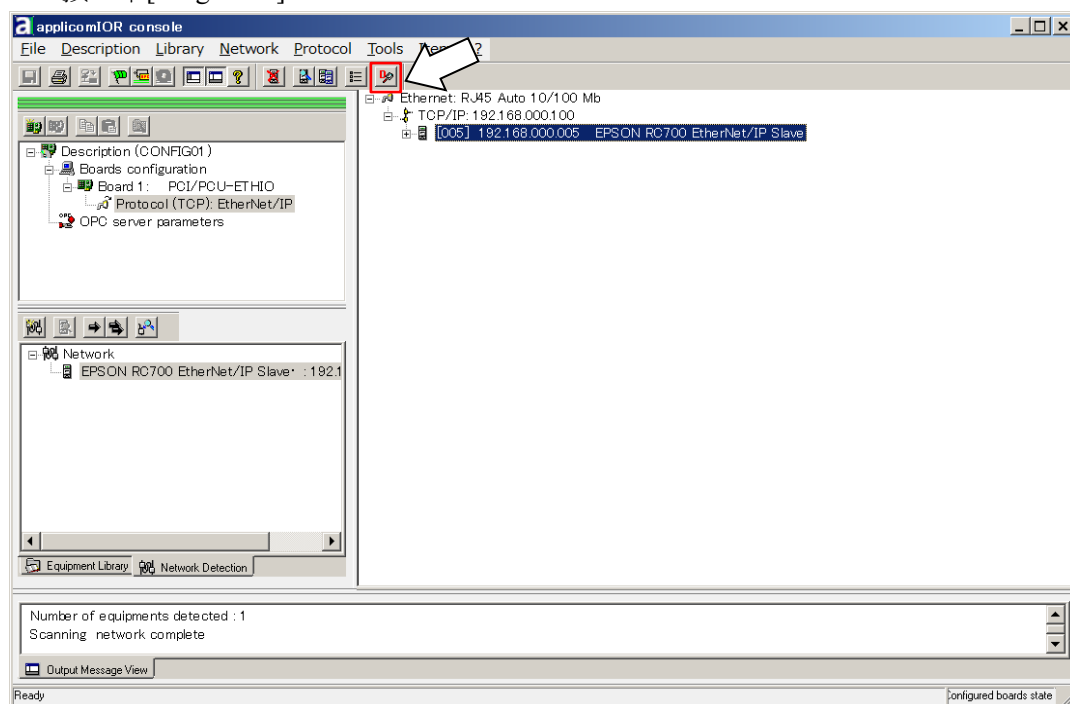 applicomIOR console
File Description Library Network Protocol Tools ?
Ethernet: RJ45 Auto 10/100 Mb
TCP/IP: 192.168.000.100
[005] 192.168.000.005 EPSON RC700 EtherNet/IP Slave
Description (CONFIG01)
Boards configuration
Board 1: PCI/PCU-ETHIO
Protocol (TCP): EtherNet/IP
OPC server parameters
Network
EPSON RC700 EtherNet/IP Slave· : 192.1
Equipment Library Network Detection
Number of equipments detected : 1
Scanning network complete
Output Message View
Ready
Configured boards state